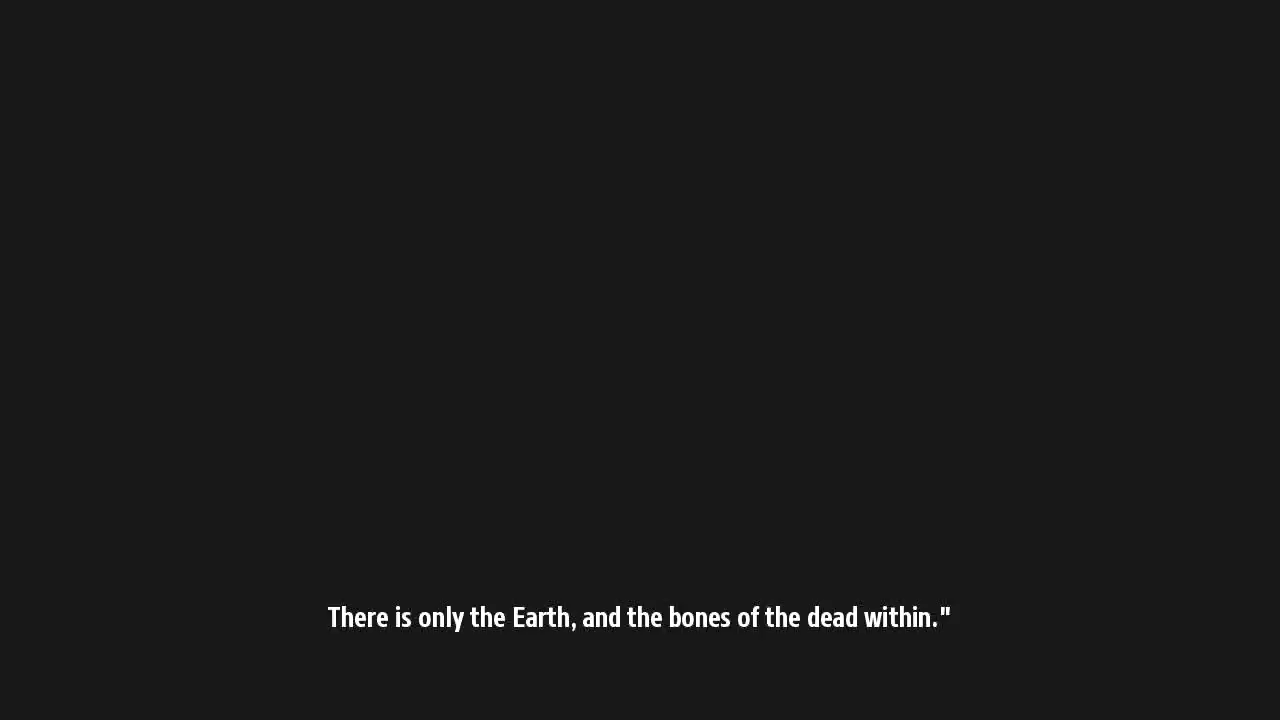 There is only the Earth, and the bones of the dead within."